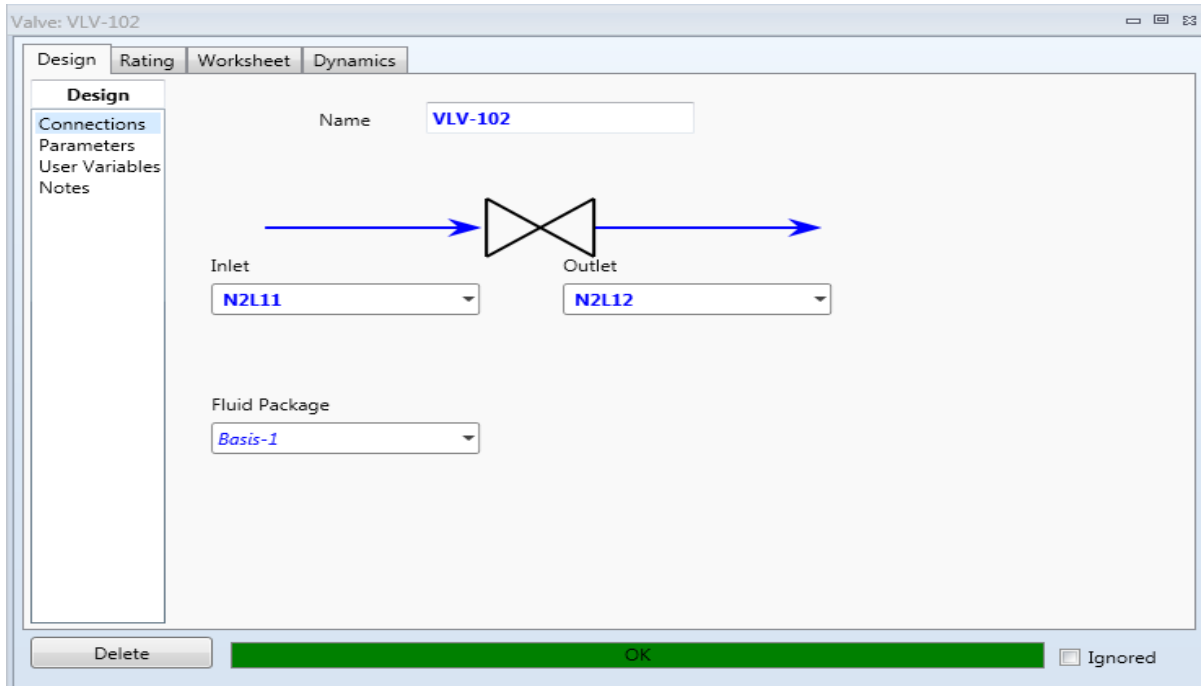 Valve: VLV-102
Design Rating Worksheet Dynamics
Design
Connections
Parameters
User Variables
Notes
Name VLV-102
Inlet Outlet
N2L11 N2L12
Fluid Package
Basis-1
Delete OK Ignored